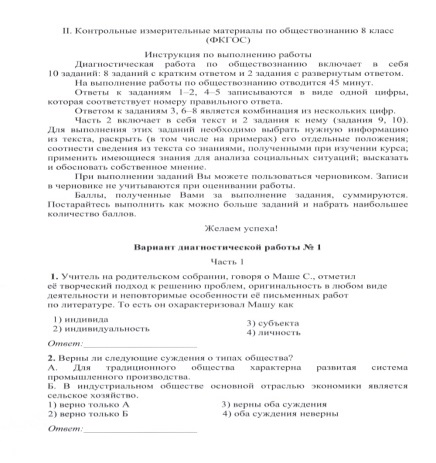 II. Контрольные измерительные материалы по обществознанию 8 класс
(ФКГОС)
Инструкция по выполнению работы
Диагностическая работа по обществознанию включает в себя
10 заданий: 8 заданий с кратким ответом и 2 задания с развернутым ответом.
На выполнение работы по обществознанию отводится 45 минут.
Ответы к заданиям 1–2, 4–5 записываются в виде одной цифры,
которая соответствует номеру правильного ответа.
Ответом к заданиям 3, 6–8 является комбинация из нескольких цифр.
Часть 2 включает в себя текст и 2 задания к нему (задания 9, 10).
Для выполнения этих заданий необходимо выбрать нужную информацию
из текста, раскрыть (в том числе на примерах) его отдельные положения;
соотнести сведения из текста со знаниями, полученными при изучении курса;
применить имеющиеся знания для анализа социальных ситуаций; высказать
и обосновать собственное мнение.
При выполнении заданий Вы можете пользоваться черновиком. Записи
в черновике не учитываются при оценивании работы.
Баллы, полученные Вами за выполнение задания, суммируются.
Постарайтесь выполнить как можно больше заданий и набрать наибольшее
количество баллов.
Желаем успеха!
Вариант диагностической работы № 1
Часть 1
1. Учитель на родительском собрании, говоря о Маше С., отметил
её творческий подход к решению проблем, оригинальность в любом виде
деятельности и неповторимые особенности её письменных работ
по литературе. То есть он охарактеризовал Машу как
1) индивида
3) субъекта
2) индивидуальность
4) личность
Ответ:
2. Верны ли следующие суждения о типах общества?
А. Для традиционного общества характерна развитая система
промышленного производства.
Б. В индустриальном обществе основной отраслью экономики является
сельское хозяйство.
1) верно только А
3) верны оба суждения
2) верно только Б
4) оба суждения неверны
Ответ: